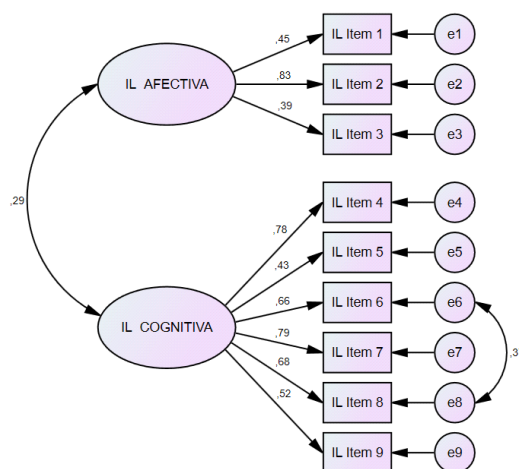 ,45
IL Item 1
e1
IL AFECTIVA
,83
IL Item 2
e2
,39
IL Item 3
e3
,29
IL Item 4
e4
,78
,43
IL Item 5
e5
IL COGNITIVA
,66
IL Item 6
e6
,79
IL Item 7
e7
,3
,68
IL Item 8
e8
,52
IL Item 9
e9